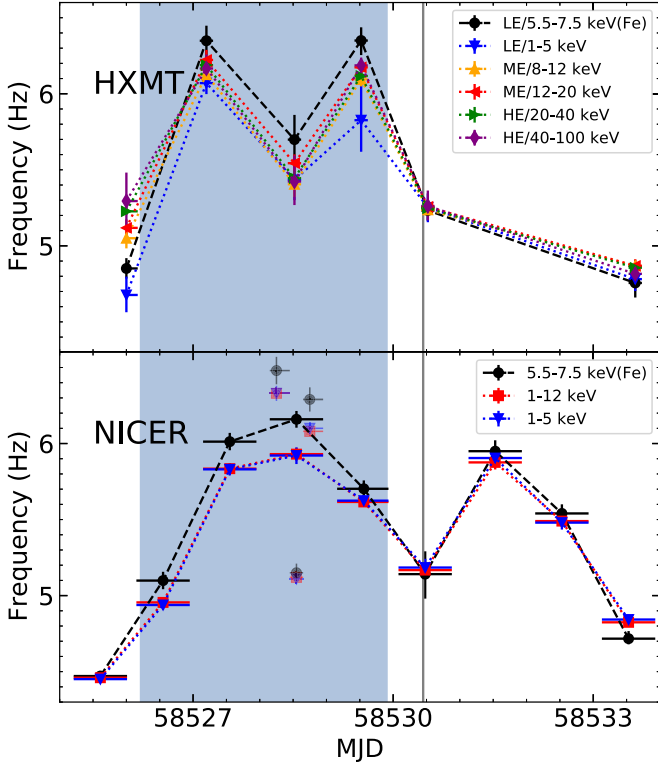 HXMT
LE/5.5-7.5 keV(Fe)
LE/1-5 keV
ME/8-12 keV
ME/12-20 keV
HE/20-40 keV
HE/40-100 keV
Frequency (Hz)
6
5
NICER
5.5-7.5 keV(Fe)
1-12 keV
1-5 keV
Frequency (Hz)
6
5
58527
58530
58533
MJD